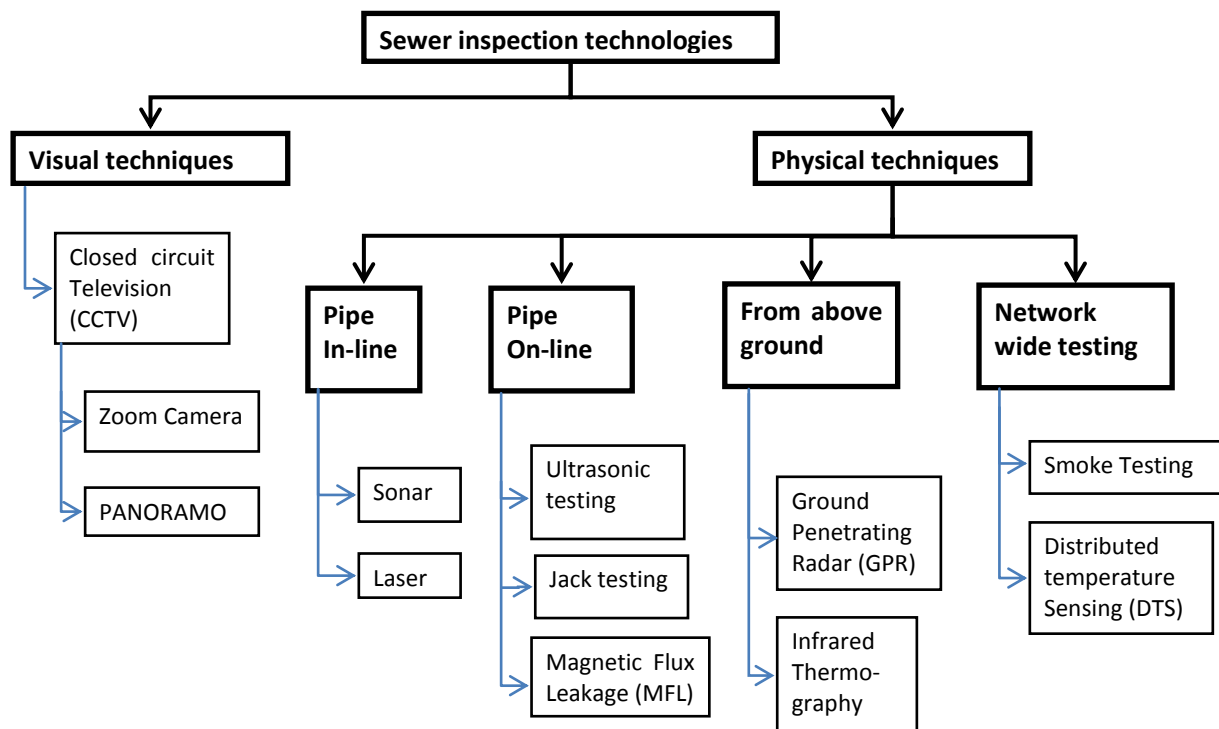 Sewer inspection technologies
Visual techniques
Physical techniques
Closed circuit
Television
(CCTV)
Zoom Camera
PANORAMO
Pipe
In-line
Sonar
Laser
Pipe
On-line
Ultrasonic
testing
Jack testing
Magnetic Flux
Leakage (MFL)
From above
ground
Ground
Penetrating
Radar (GPR)
Infrared
Thermo-
graphy
Network
wide testing
Smoke Testing
Distributed
temperature
Sensing (DTS)